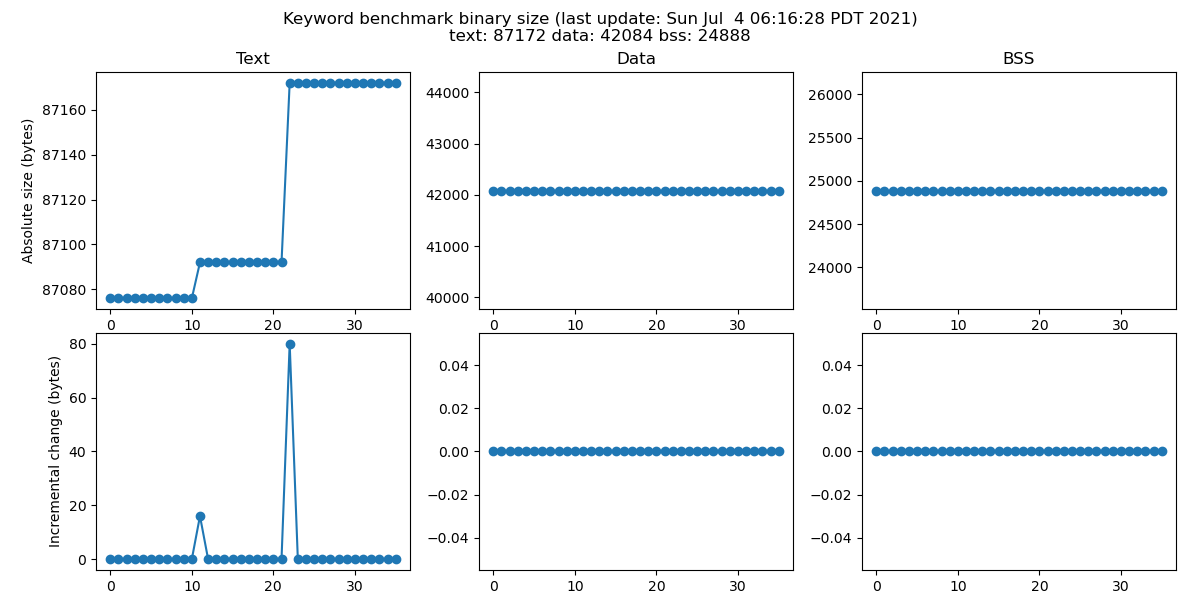 Keyword benchmark binary size (last update: Sun Jul  4 06:16:28 PDT 2021)
text: 87172 data: 42084 bss: 24888
Text
Data
BSS
Absolute size (bytes)
87160
87140
87120
87100
87080
0 10 20 30
44000
43000
42000
41000
40000
0 10 20 30
26000
25500
25000
24500
24000
0 10 20 30
Incremental change (bytes)
80
60
40
20
0
0 10 20 30
0.04
0.02
0.00
−0.02
−0.04
0 10 20 30
0.04
0.02
0.00
−0.02
−0.04
0 10 20 30